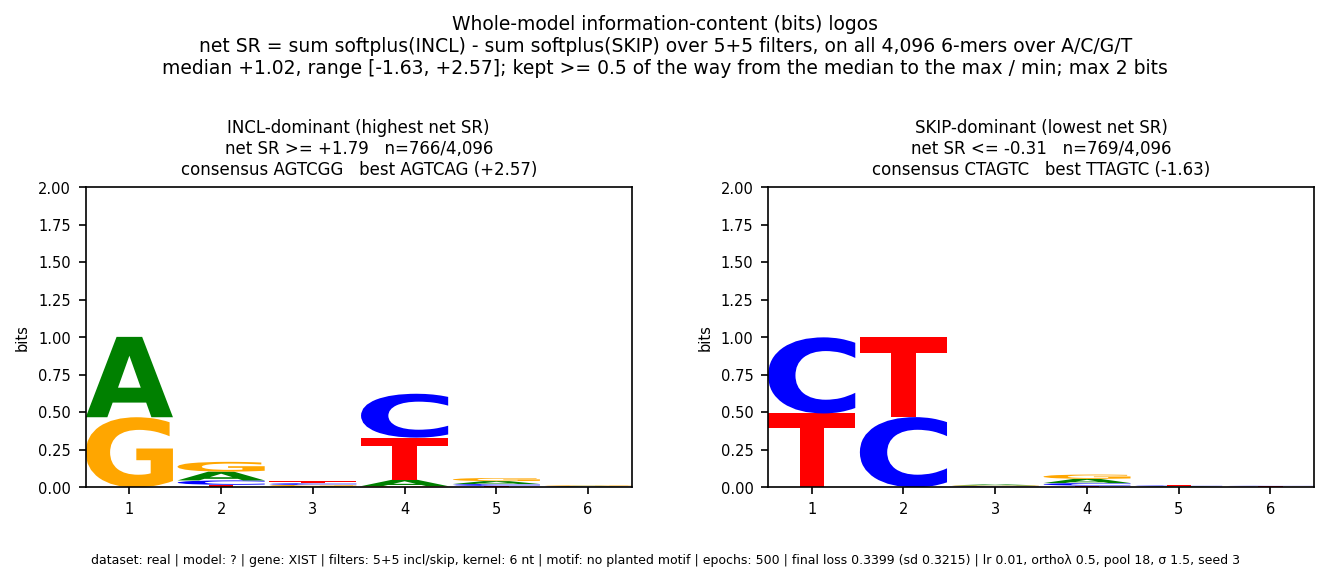 Whole-model information-content (bits) logos
net SR = sum softplus(INCL) - sum softplus(SKIP) over 5+5 filters, on all 4,096 6-mers over A/C/G/T
median +1.02, range [-1.63, +2.57]; kept >= 0.5 of the way from the median to the max / min; max 2 bits
INCL-dominant (highest net SR)
net SR >= +1.79   n=766/4,096
consensus AGTCGG   best AGTCAG (+2.57)
2.00
1.75
1.50
1.25
1.00
0.75
0.50
0.25
0.00
bits
A
G
G
A
C
T
A
1 2 3 4 5 6
SKIP-dominant (lowest net SR)
net SR <= -0.31   n=769/4,096
consensus CTAGTC   best TTAGTC (-1.63)
2.00
1.75
1.50
1.25
1.00
0.75
0.50
0.25
0.00
bits
C
T
T
C
G
A
1 2 3 4 5 6
dataset: real | model: ? | gene: XIST | filters: 5+5 incl/skip, kernel: 6 nt | motif: no planted motif | epochs: 500 | final loss 0.3399 (sd 0.3215) | lr 0.01, orthoλ 0.5, pool 18, σ 1.5, seed 3